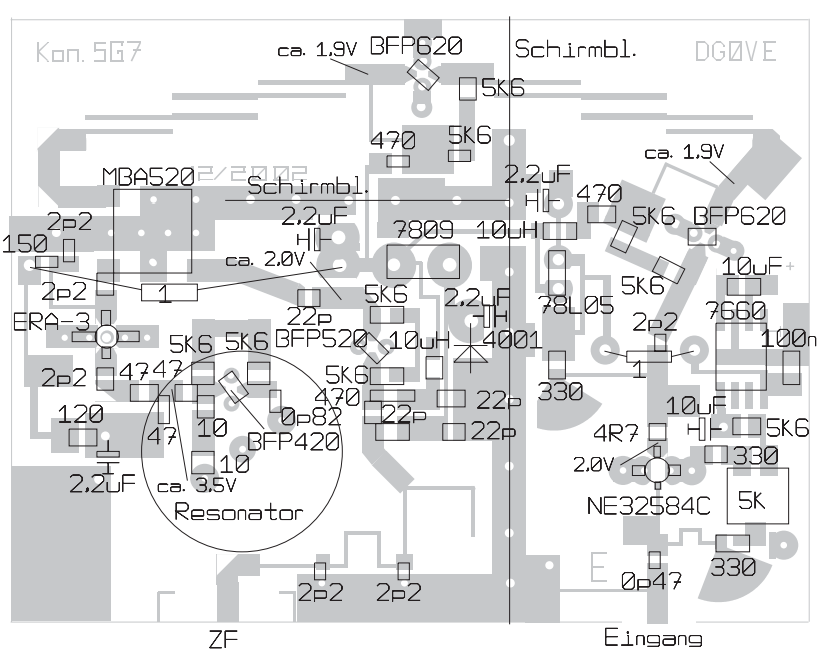 Kon. 5G7
ca. 1,9V
BFP620
Schirmbl.
DGØVE
5K6
470
5K6
ca. 1,9V
MBA520
12/2002
Schirmbl.
2,2uF
470
2p2
2,2uF
7809
10uH
5K6
BFP620
150
ca. 2,0V
10uF
2p2
1
22p
5K6
2,2uF
78L05
5K6
7660
ERA-3
BFP520
10uH
4001
2p2
100n
5K6
5K6
2p2
47
47
5K6
470
22p
330
1
120
47
10
0p82
22p
22p
10uF
5K6
BFP420
4R7
330
2,2uF
ca. 3,5V
10
2,0V
Resonator
NE32584C
5K
2p2
2p2
E
0p47
330
ZF
Eingang